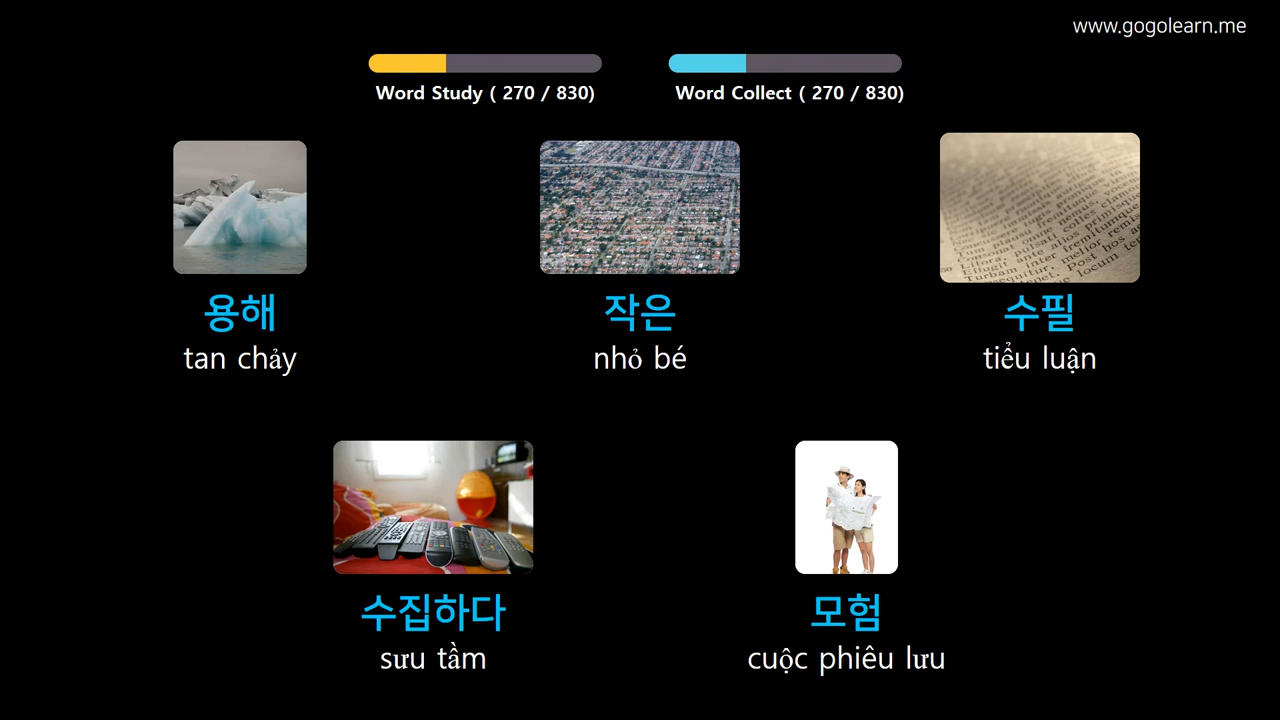 www.gogolearn.me
Word Study ( 270 / 830)
Word Collect ( 270 / 830)
용해
tan chảy
작은
nhỏ bé
수필
tiểu luận
수집하다
sưu tầm
모험
cuộc phiêu lưu